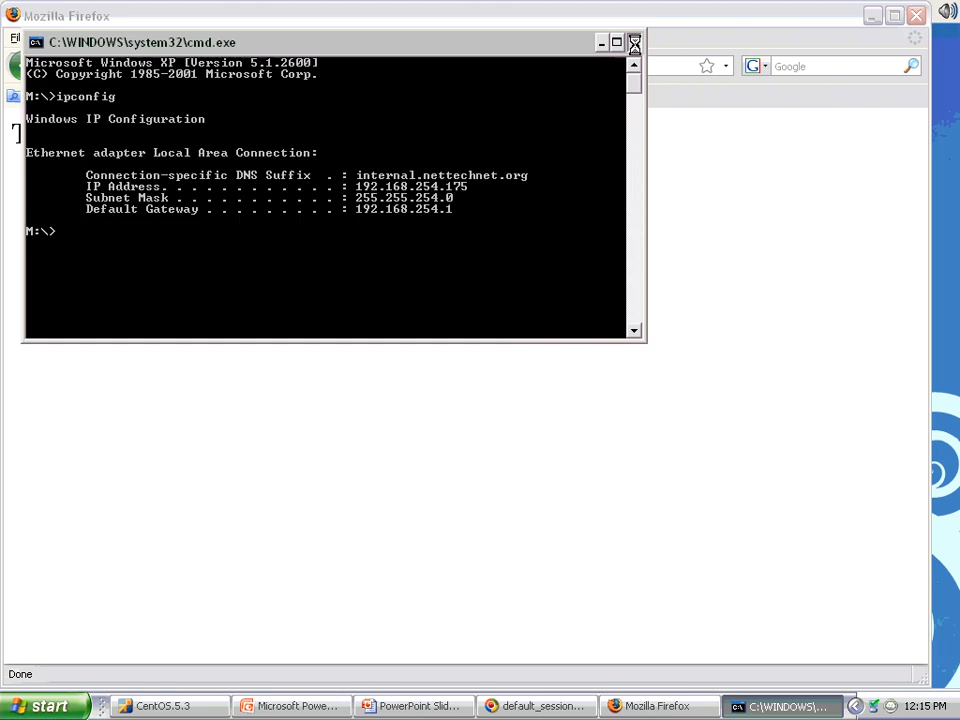 Mozilla Firefox
C:\WINDOWS\system32\cmd.exe
Microsoft Windows XP [Version 5.1.2600]
(C) Copyright 1985-2001 Microsoft Corp.
Google
M:\>ipconfig
Windows IP Configuration
Ethernet adapter Local Area Connection:
Connection-specific DNS Suffix . : internal.nettechnet.org
IP Address. . . . . . . . . . . . : 192.168.254.175
Subnet Mask . . . . . . . . . . . : 255.255.254.0
Default Gateway . . . . . . . . . : 192.168.254.1
M:\>
Done
start
CentOS.5.3
Microsoft Powe...
PowerPoint Slid...
default_session...
Mozilla Firefox
C:\WINDOWS\...
12:15 PM